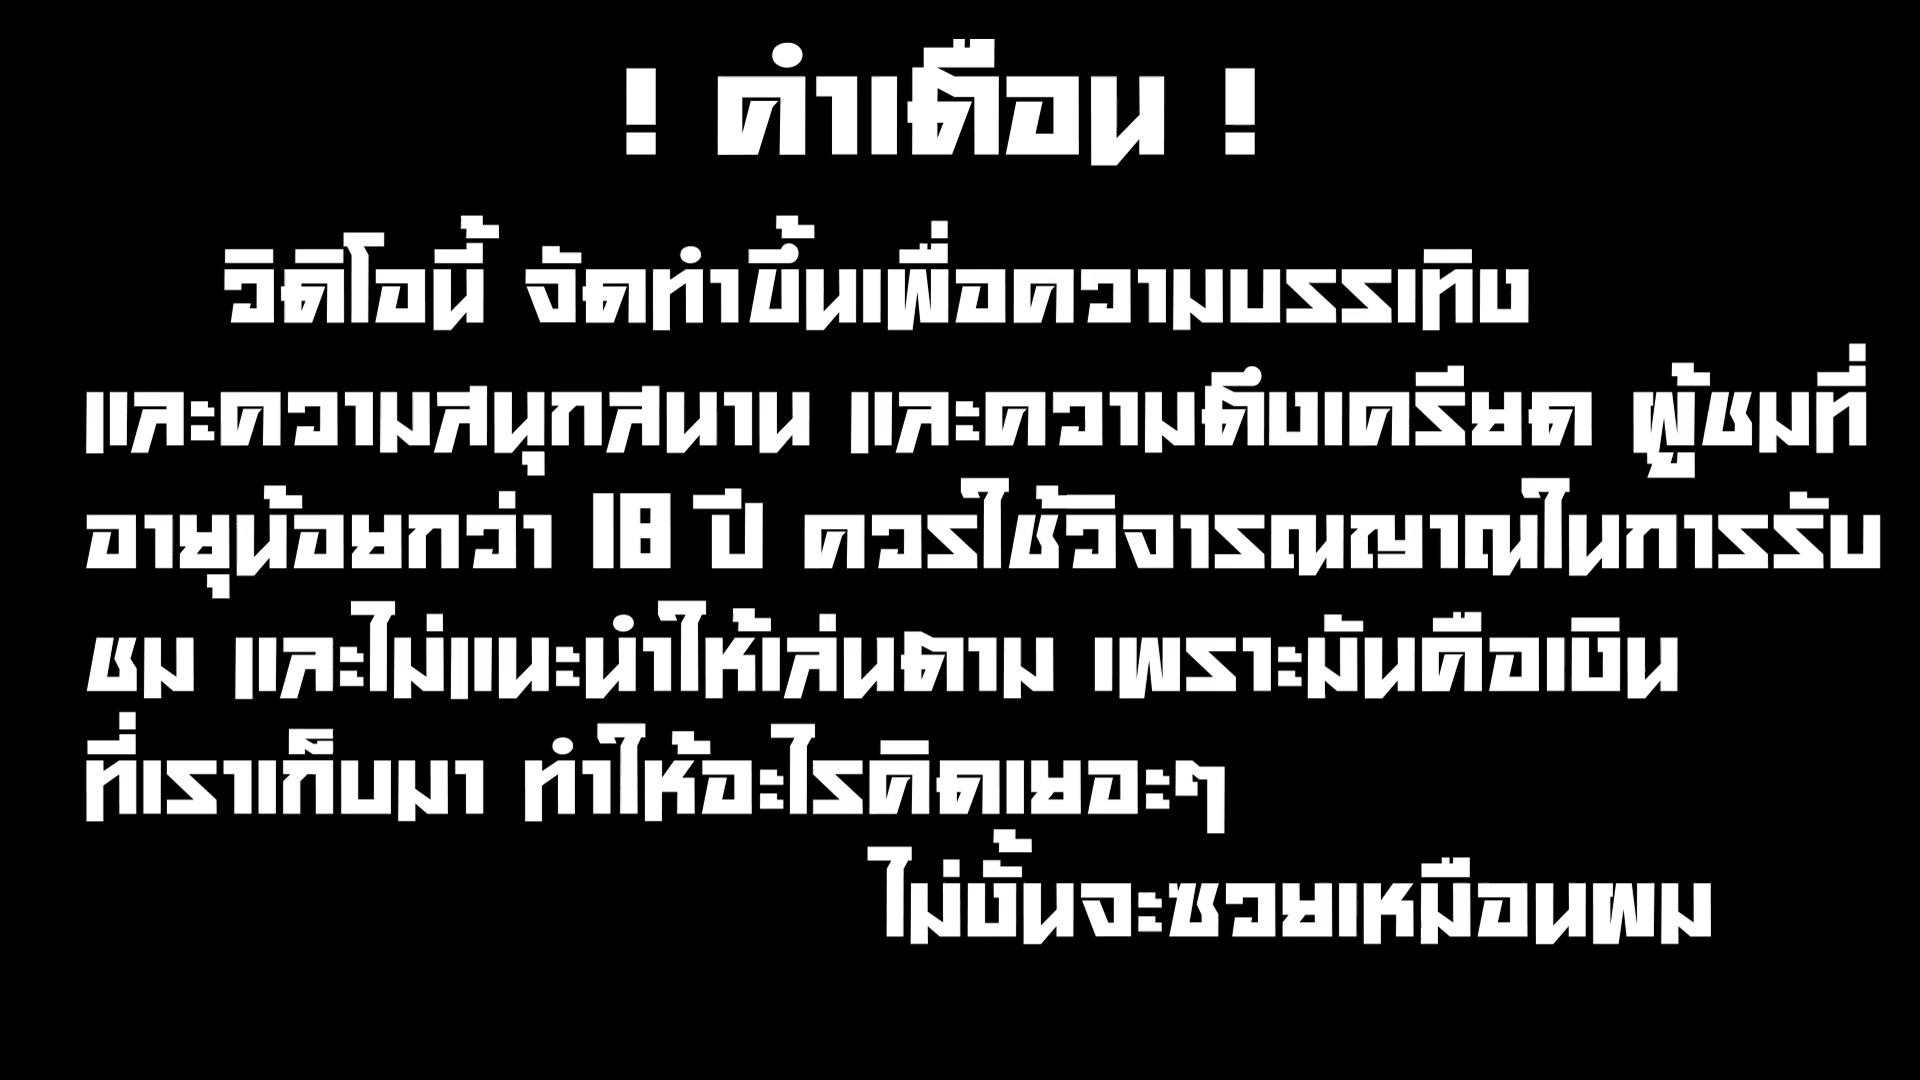 ! คำเตือน !
วิดิโอนี้ จัดทำขึ้นเพื่อความบรรเทิง
และความสนุกสนาน และความตึงเครียด ผู้ชมที่
อายุน้อยกว่า 18 ปี ควรใช้วิจารณญาณในการรับ
ชม และไม่แนะนำให้เล่นตาม เพราะมันคือเงิน
ที่เราเก็บมา ทำให้อะไรคิดเยอะๆ
ไม่งั้นจะซวยเหมือนผม